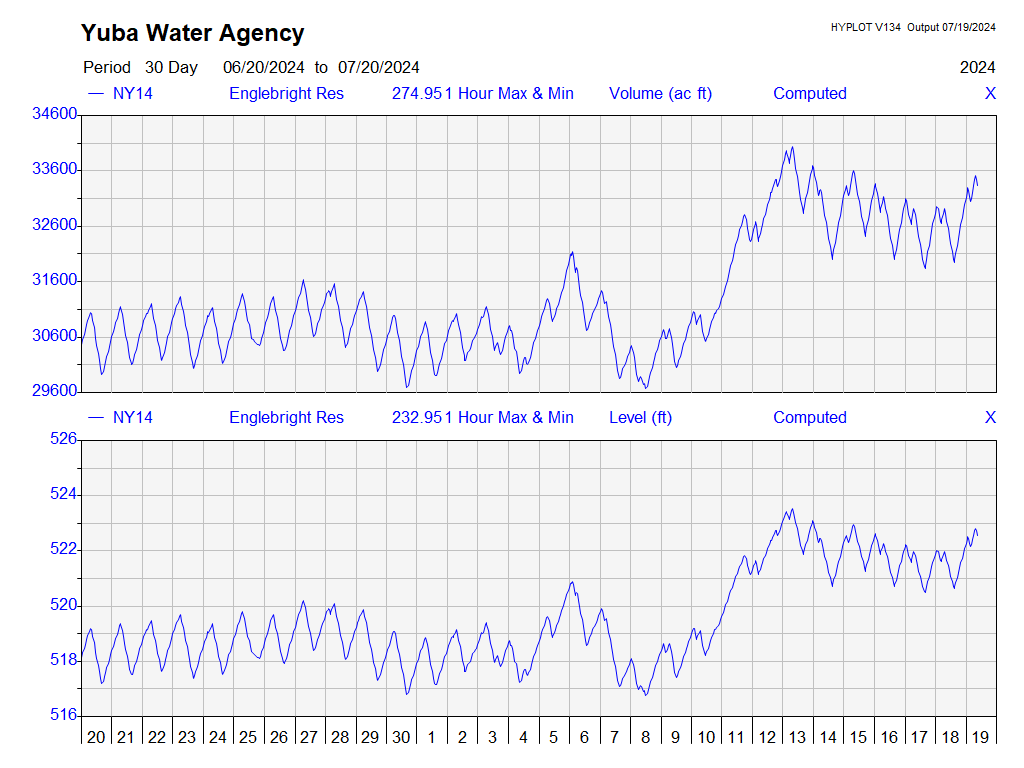 Yuba Water Agency
HYPLOT V134 Output 07/19/2024
Period 30 Day 06/20/2024 to 07/20/2024 2024
NY14 Englebright Res 274.951 Hour Max & Min Volume (ac ft) Computed X
34600
33600
32600
31600
30600
29600
NY14 Englebright Res 232.951 Hour Max & Min Level (ft) Computed X
526
524
522
520
518
516
20 21 22 23 24 25 26 27 28 29 30 1 2 3 4 5 6 7 8 9 10 11 12 13 14 15 16 17 18 19